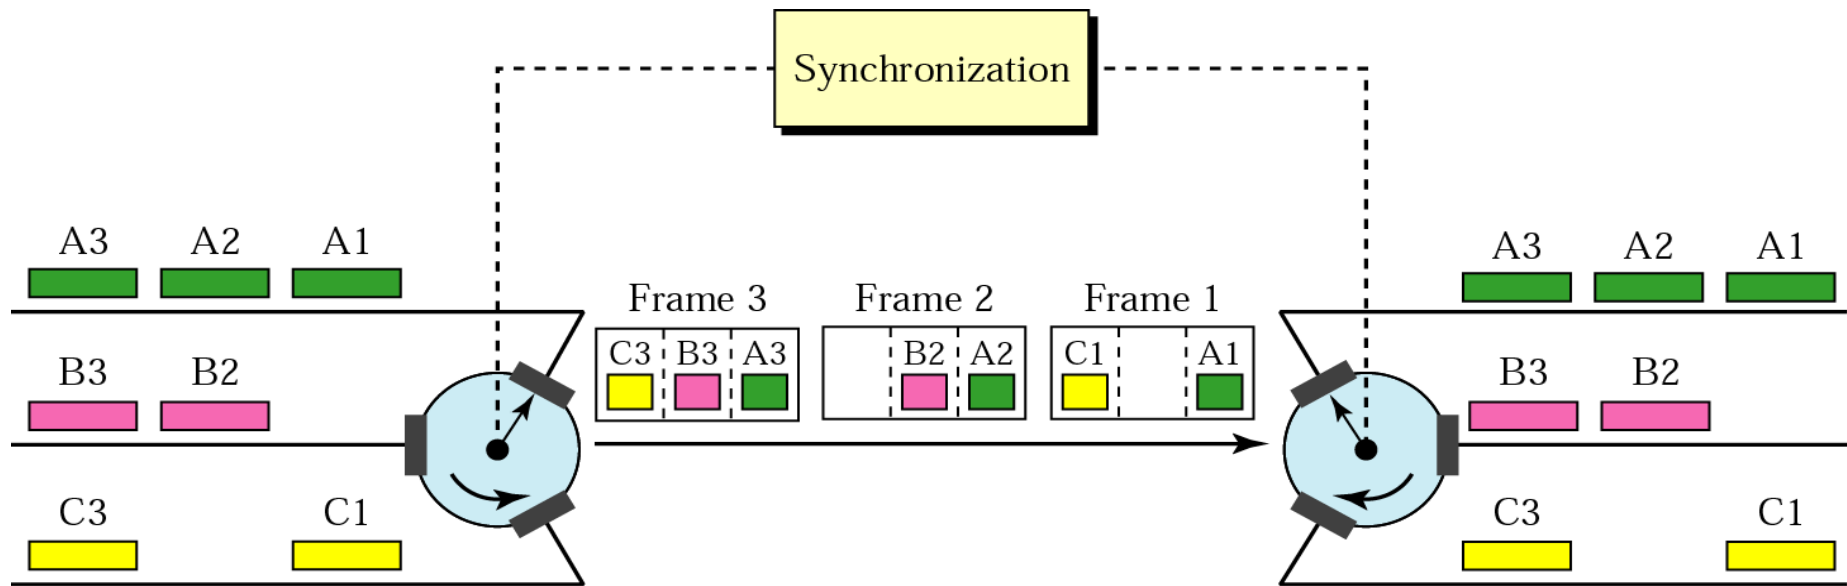 Synchronization
A3 A2 A1
A3 A2 A1
Frame 3 Frame 2 Frame 1
C3 B3 A3 B2 A2 C1 A1
B3 B2
B3 B2
C3 C1
C3 C1